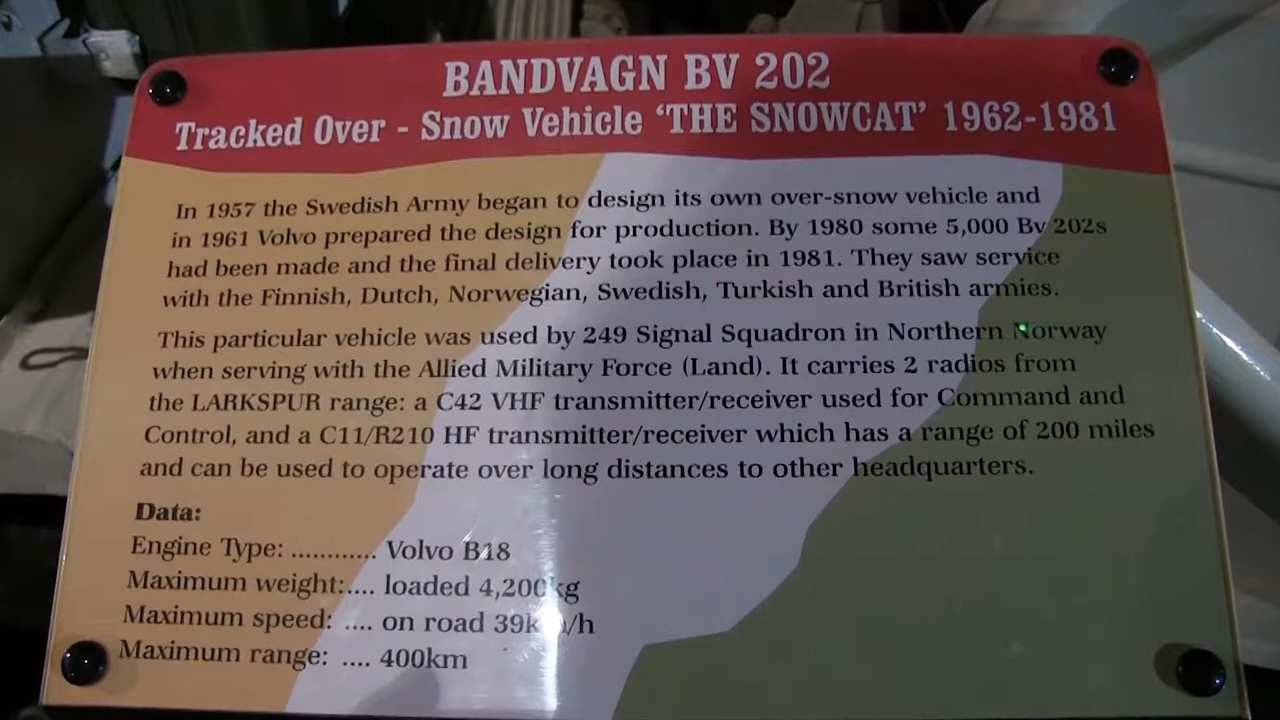 BANDVAGN BV 202
Tracked Over - Snow Vehicle 'THE SNOWCAT' 1962-1981
In 1957 the Swedish Army began to design its own over-snow vehicle and
in 1961 Volvo prepared the design for production. By 1980 some 5,000 Bv 202s
had been made and the final delivery took place in 1981. They saw service
with the Finnish, Dutch, Norwegian, Swedish, Turkish and British armies.
This particular vehicle was used by 249 Signal Squadron in Northern Norway
when serving with the Allied Military Force (Land). It carries 2 radios from
the LARKSPUR range: a C42 VHF transmitter/receiver used for Command and
Control, and a C11/R210 HF transmitter/receiver which has a range of 200 miles
and can be used to operate over long distances to other headquarters.
Data:
Engine Type: ............ Volvo B18
Maximum weight:.... loaded 4,200kg
Maximum speed: .... on road 39km/h
Maximum range: .... 400km